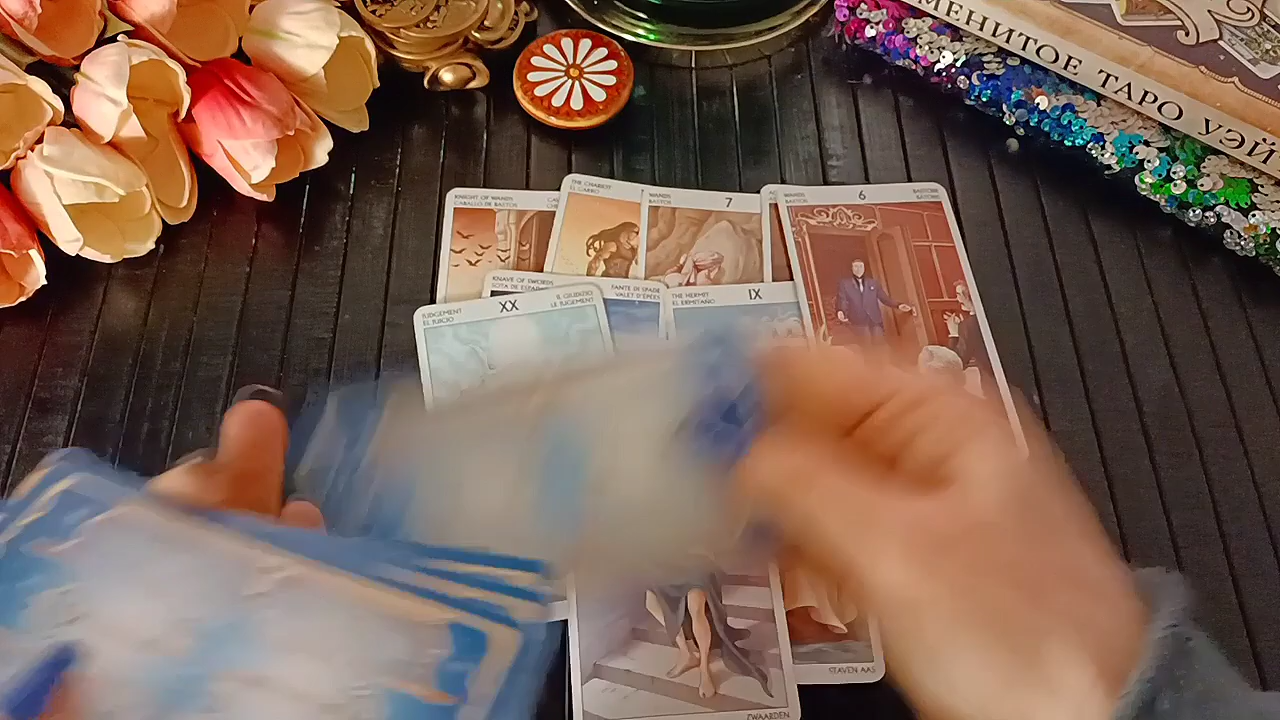 МЕНИТОЕ ТАРО УЭЙ
KNIGHT OF WANDS
CABALLO DE BASTOS
THE CHARIOT
EL CARRO
WANDS
BASTOS
7
WANDS
BASTOS
6
BASTONI
KNAVE OF SWORDS
SOTA DE ESPADAS
FANTE DI SPADE
VALET D'ÉPÉES
JUDGEMENT
EL JUICIO
XX
IL GIUDIZIO
LE JUGEMENT
THE HERMIT
EL ERMITAÑO
IX
STAVEN AAS
ZWAARDEN